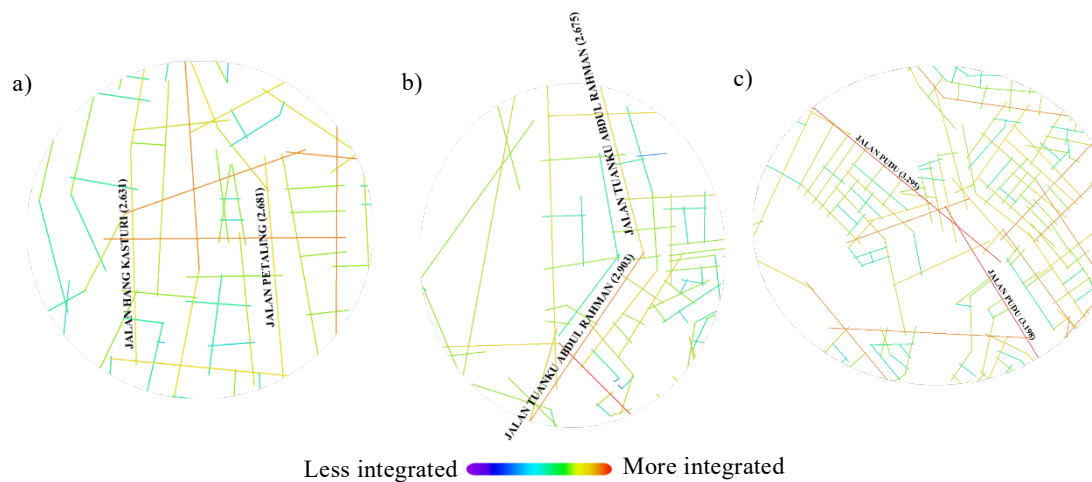 a)
JALAN HANG KASTURI (2.631)
JALAN PETALING (2.681)
b)
JALAN TUANKU ABDUL RAHMAN (2.675)
JALAN TUANKU ABDUL RAHMAN (2.903)
c)
JALAN PUDU (3.295)
JALAN PUDU (3.198)
Less integrated
More integrated